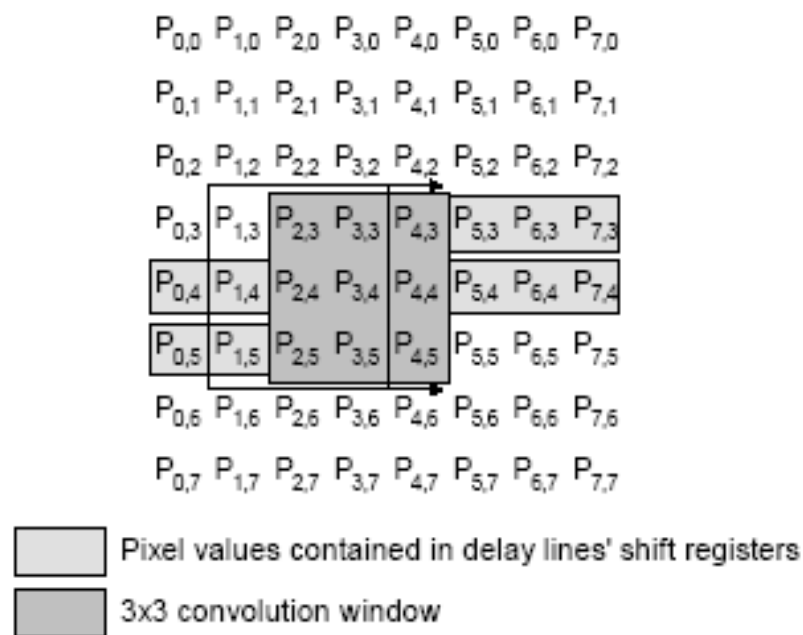 P0,0 P1,0 P2,0 P3,0 P4,0 P5,0 P6,0 P7,0
P0,1 P1,1 P2,1 P3,1 P4,1 P5,1 P6,1 P7,1
P0,2 P1,2 P2,2 P3,2 P4,2 P5,2 P6,2 P7,2
P0,3 P1,3 P2,3 P3,3 P4,3 P5,3 P6,3 P7,3
P0,4 P1,4 P2,4 P3,4 P4,4 P5,4 P6,4 P7,4
P0,5 P1,5 P2,5 P3,5 P4,5 P5,5 P6,5 P7,5
P0,6 P1,6 P2,6 P3,6 P4,6 P5,6 P6,6 P7,6
P0,7 P1,7 P2,7 P3,7 P4,7 P5,7 P6,7 P7,7
Pixel values contained in delay lines' shift registers
3x3 convolution window